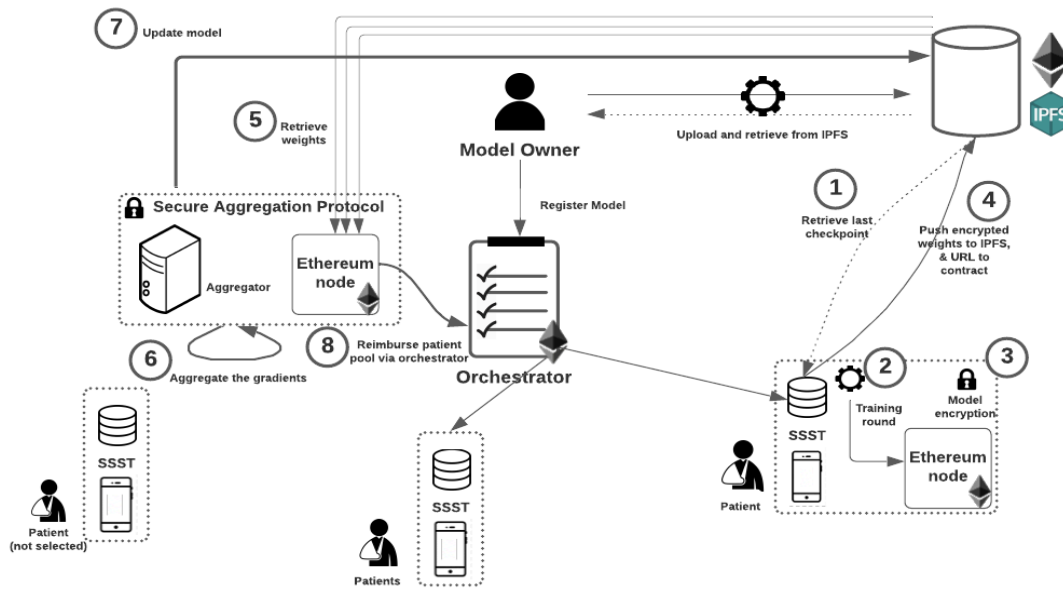 7
Update model
5
Retrieve
weights
Model Owner
Upload and retrieve from IPFS
IPFS
Register Model
1
Retrieve last
checkpoint
4
Push encrypted
weights to IPFS,
& URL to
contract
Secure Aggregation Protocol
Aggregator
Ethereum
node
6
Aggregate the gradients
8
Reimburse patient
pool via orchestrator
Orchestrator
2
Training
round
3
Model
encryption
SSST
Ethereum
node
Patient
SSST
Patient
(not selected)
SSST
Patients